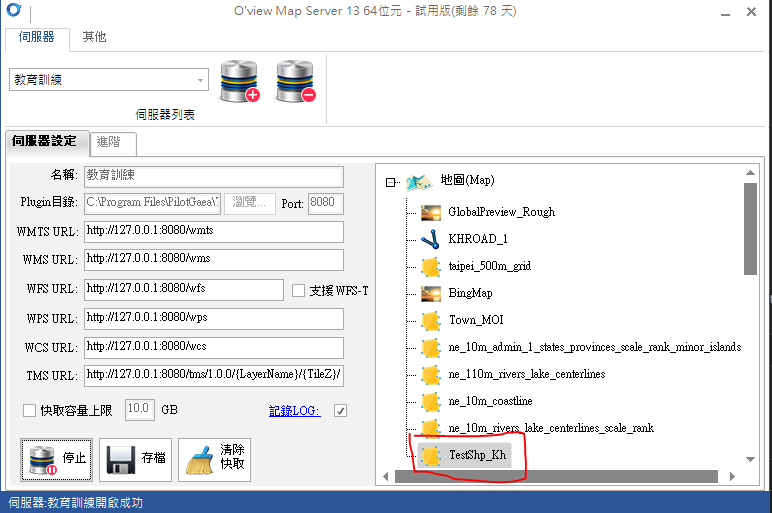 O'view Map Server 13 64位元 - 試用版(剩餘 78 天)
伺服器
其他
教育訓練
伺服器列表
伺服器設定
進階
名稱:
教育訓練
Plugin目錄:
C:\Program Files\PilotGaea\
瀏覽...
Port:
8080
WMTS URL:
http://127.0.0.1:8080/wmts
WMS URL:
http://127.0.0.1:8080/wms
WFS URL:
http://127.0.0.1:8080/wfs
支援WFS-T
WPS URL:
http://127.0.0.1:8080/wps
WCS URL:
http://127.0.0.1:8080/wcs
TMS URL:
http://127.0.0.1:8080/tms/1.0.0/{LayerName}/{TileZ}/
快取容量上限
10.0
GB
記錄LOG:
停止
存檔
清除
快取
地圖(Map)
GlobalPreview_Rough
KHROAD_1
taipei_500m_grid
BingMap
Town_MOI
ne_10m_admin_1_states_provinces_scale_rank_minor_islands
ne_110m_rivers_lake_centerlines
ne_10m_coastline
ne_10m_rivers_lake_centerlines_scale_rank
TestShp_Kh
伺服器:教育訓練開啟成功